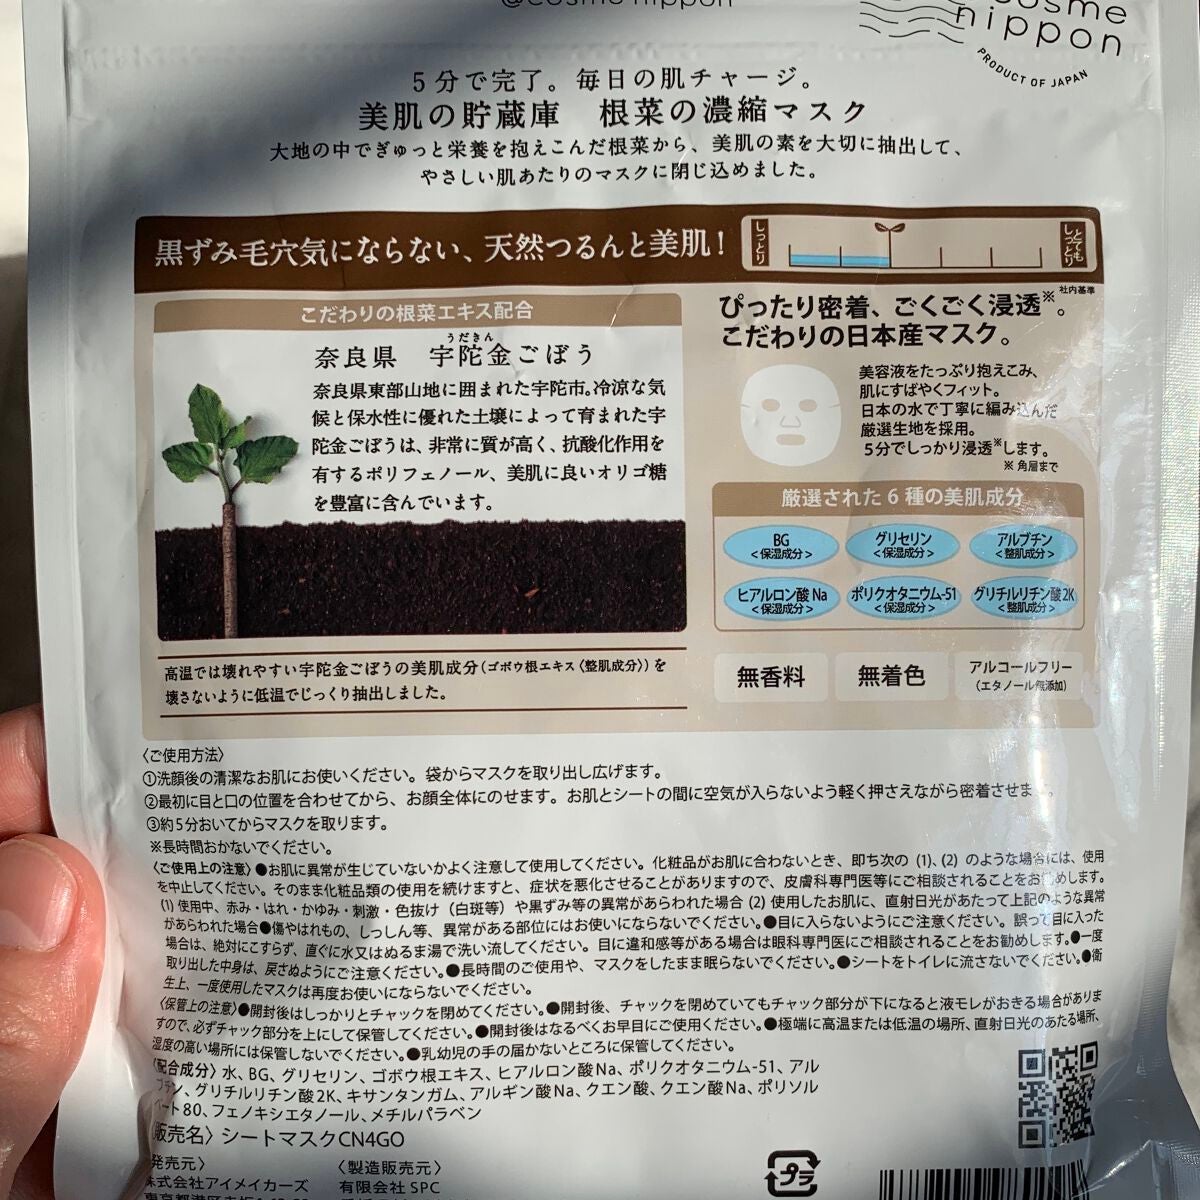 @cosme nippon
cosme
nippon
PRODUCT OF JAPAN
5分で完了。毎日の肌チャージ。
美肌の貯蔵庫 根菜の濃縮マスク
大地の中でぎゅっと栄養を抱えこんだ根菜から、美肌の素を大切に抽出して、
やさしい肌あたりのマスクに閉じ込めました。
黒ずみ毛穴気にならない、天然つるんと美肌!
しっとり
とてもしっとり
社内基準
こだわりの根菜エキス配合
うだきん
奈良県 宇陀金ごぼう
奈良県東部山地に囲まれた宇陀市。冷涼な気
候と保水性に優れた土壌によって育まれた宇
陀金ごぼうは、非常に質が高く、抗酸化作用を
有するポリフェノール、美肌に良いオリゴ糖
を豊富に含んでいます。
高温では壊れやすい宇陀金ごぼうの美肌成分(ゴボウ根エキス〈整肌成分〉)を
壊さないように低温でじっくり抽出しました。
ぴったり密着、ごくごく浸透※。
こだわりの日本産マスク。
美容液をたっぷり抱えこみ、
肌にすばやくフィット。
日本の水で丁寧に編み込んだ
厳選生地を採用。
5分でしっかり浸透※します。
※ 角層まで
厳選された6種の美肌成分
BG
<保湿成分>
グリセリン
<保湿成分>
アルブチン
<整肌成分>
ヒアルロン酸Na
<保湿成分>
ポリクオタニウム-51
<保湿成分>
グリチルリチン酸2K
<整肌成分>
無香料
無着色
アルコールフリー
(エタノール無添加)
〈ご使用方法〉
①洗顔後の清潔なお肌にお使いください。袋からマスクを取り出し広げます。
②最初に目と口の位置を合わせてから、お顔全体にのせます。お肌とシートの間に空気が入らないよう軽く押さえながら密着させま
③約5分おいてからマスクを取ります。
※長時間おかないでください。
〈ご使用上の注意〉●お肌に異常が生じていないかよく注意して使用してください。化粧品がお肌に合わないとき、即ち次の(1)、(2)のような場合には、使用
を中止してください。そのまま化粧品類の使用を続けますと、症状を悪化させることがありますので、皮膚科専門医等にご相談されることをお勧めします。
(1)使用中、赤み・はれ・かゆみ・刺激・色抜け(白斑等)や黒ずみ等の異常があらわれた場合(2)使用したお肌に、直射日光があたって上記のような異常
があらわれた場合●傷やはれもの、しっしん等、異常がある部位にはお使いにならないでください。●目に入らないようにご注意ください。誤って目に入った
場合は、絶対にこすらず、直ぐに水又はぬるま湯で洗い流してください。目に違和感等がある場合は眼科専門医にご相談されることをお勧めします。●一度
取り出した中身は、戻さぬようにご注意ください。●長時間のご使用や、マスクをしたまま眠らないでください。●シートをトイレに流さないでください。●衛
生上、一度使用したマスクは再度お使いにならないでください。
〈保管上の注意〉●開封後はしっかりとチャックを閉めてください。●開封後、チャックを閉めていてもチャック部分が下になると液モレがおきる場合がありま
すので、必ずチャック部分を上にして保管してください。●開封後はなるべくお早目にご使用ください。●極端に高温または低温の場所、直射日光のあたる場所、
湿度の高い場所には保管しないでください。●乳幼児の手の届かないところに保管してください。
〈配合成分〉水、BG、グリセリン、ゴボウ根エキス、ヒアルロン酸Na、ポリクオタニウム-51、アル
ブチン、グリチルリチン酸2K、キサンタンガム、アルギン酸Na、クエン酸、クエン酸Na、ポリソル
ベート80、フェノキシエタノール、メチルパラベン
販売名〉シートマスクCN4GO
発売元〉
株式会社アイメイカーズ
〈製造販売元〉
有限会社SPC
プラ